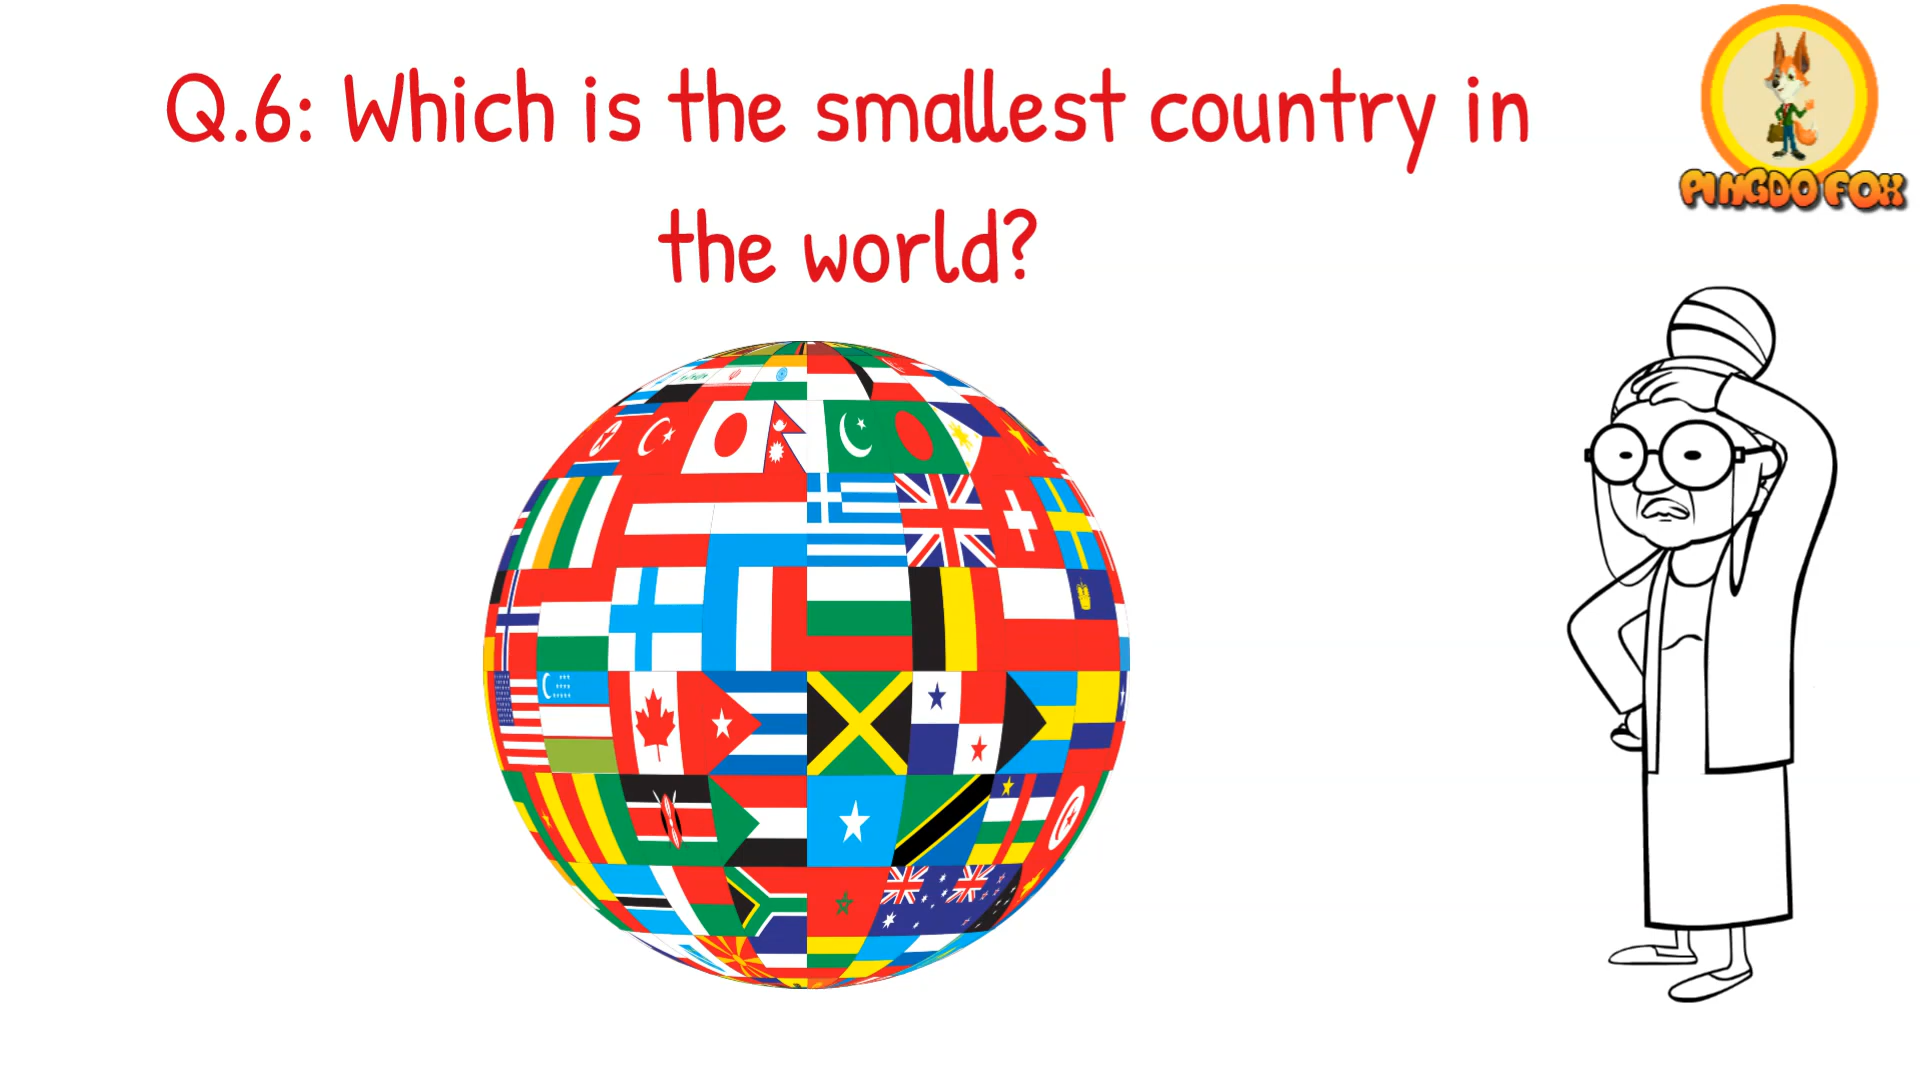 Q.6: Which is the smallest country in
the world?
PINGDO FOX